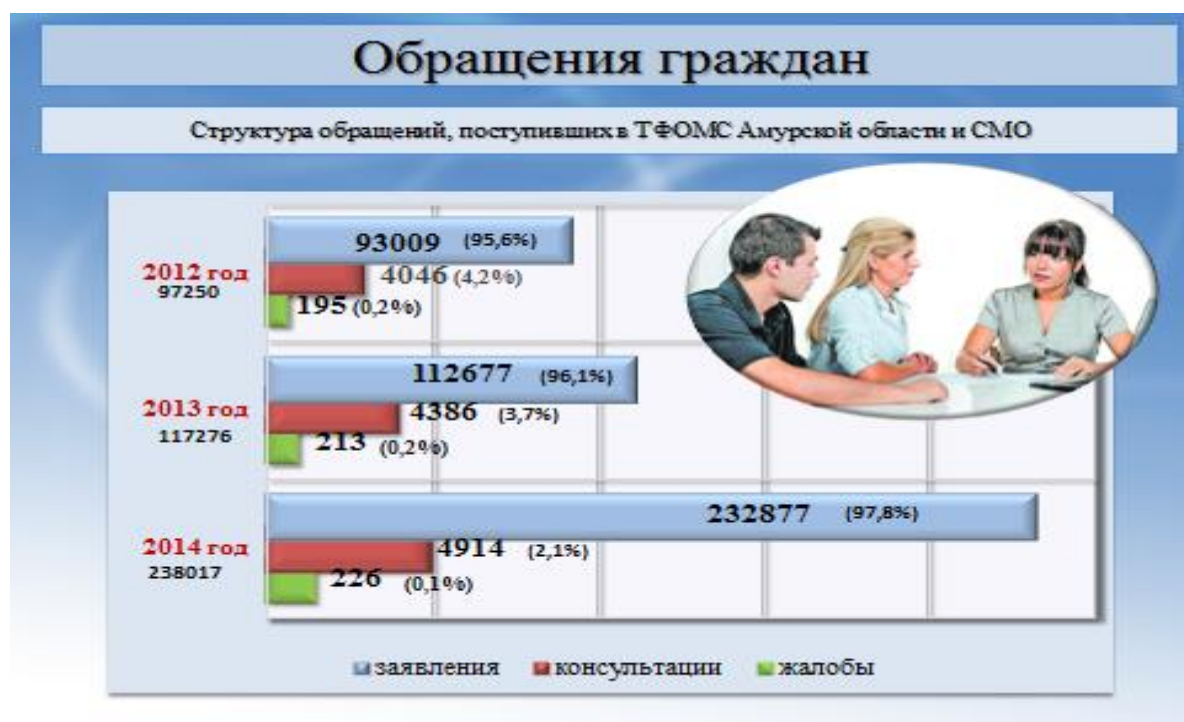 Обращения граждан
Структура обращений, поступивших в ТФОМС Амурской области и СМО
93009 (95,6%)
2012 год
97250
4046 (4,2%)
195 (0,2%)
112677 (96,1%)
2013 год
117276
4386 (3,7%)
213 (0,2%)
232877 (97,8%)
2014 год
238017
4914 (2,1%)
226 (0,1%)
заявления консультации жалобы